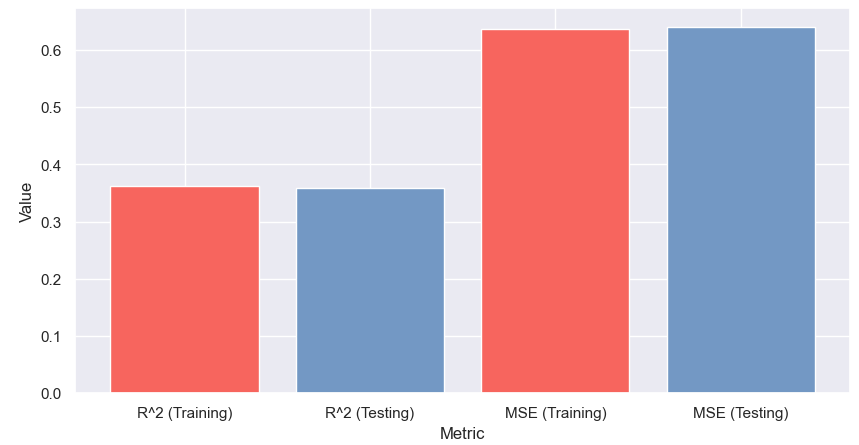 0.6
0.5
0.4
0.3
0.2
0.1
0.0
Value
R^2 (Training) R^2 (Testing) MSE (Training) MSE (Testing)
Metric